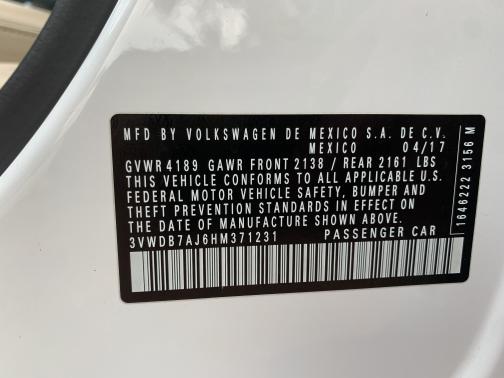 MFD BY VOLKSWAGEN DE MEXICO S.A. DE C.V.
MEXICO 04/17
GVWR 4189 GAWR FRONT 2138 / REAR 2161 LBS
THIS VEHICLE CONFORMS TO ALL APPLICABLE U.S.
FEDERAL MOTOR VEHICLE SAFETY, BUMPER AND
THEFT PREVENTION STANDARDS IN EFFECT ON
THE DATE OF MANUFACTURE SHOWN ABOVE.
3VWDB7AJ6HM371231 PASSENGER CAR
1646222 3156 M